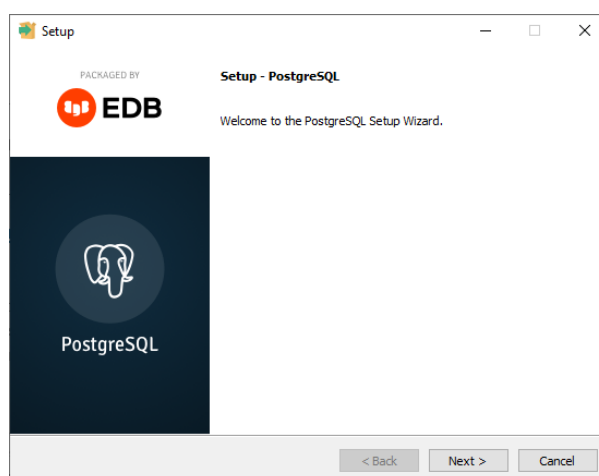 Setup
PACKAGED BY
EDB
Setup - PostgreSQL
Welcome to the PostgreSQL Setup Wizard.
PostgreSQL
< Back
Next >
Cancel